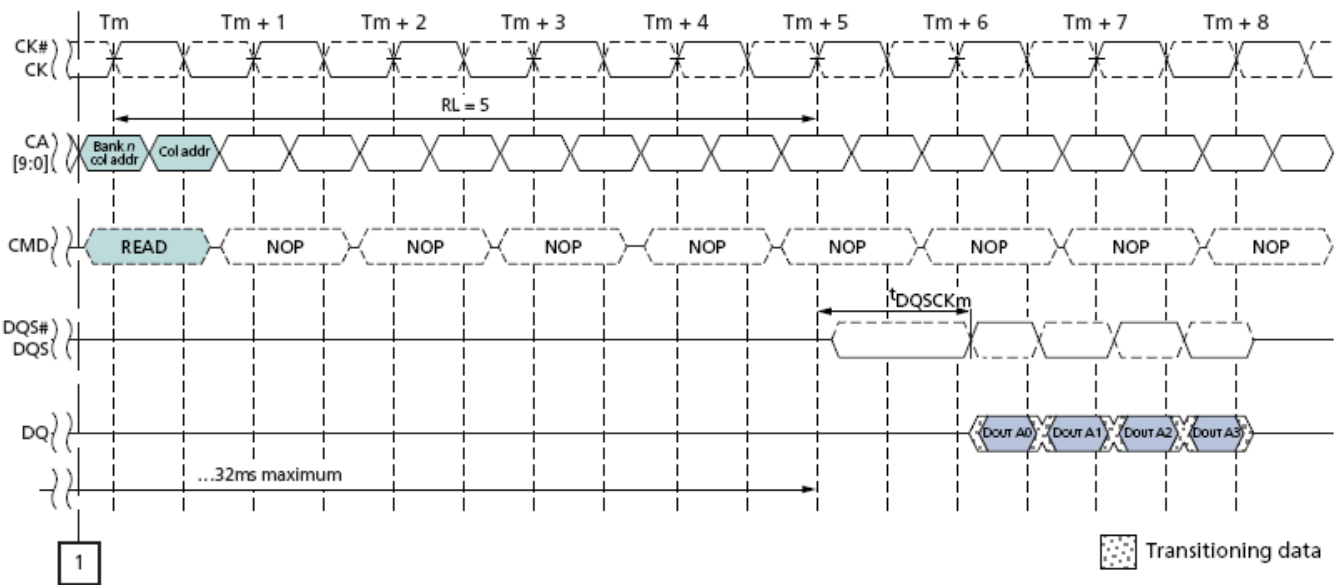 Tm Tm + 1 Tm + 2 Tm + 3 Tm + 4 Tm + 5 Tm + 6 Tm + 7 Tm + 8
CK#
CK
RL = 5
CA
[9:0]
Bank n
col addr
Col addr
CMD READ NOP NOP NOP NOP NOP NOP NOP NOP
tDQSCKm
DQS#
DQS
DQ DOUT A0 DOUT A1 DOUT A2 DOUT A3
...32ms maximum
1
Transitioning data